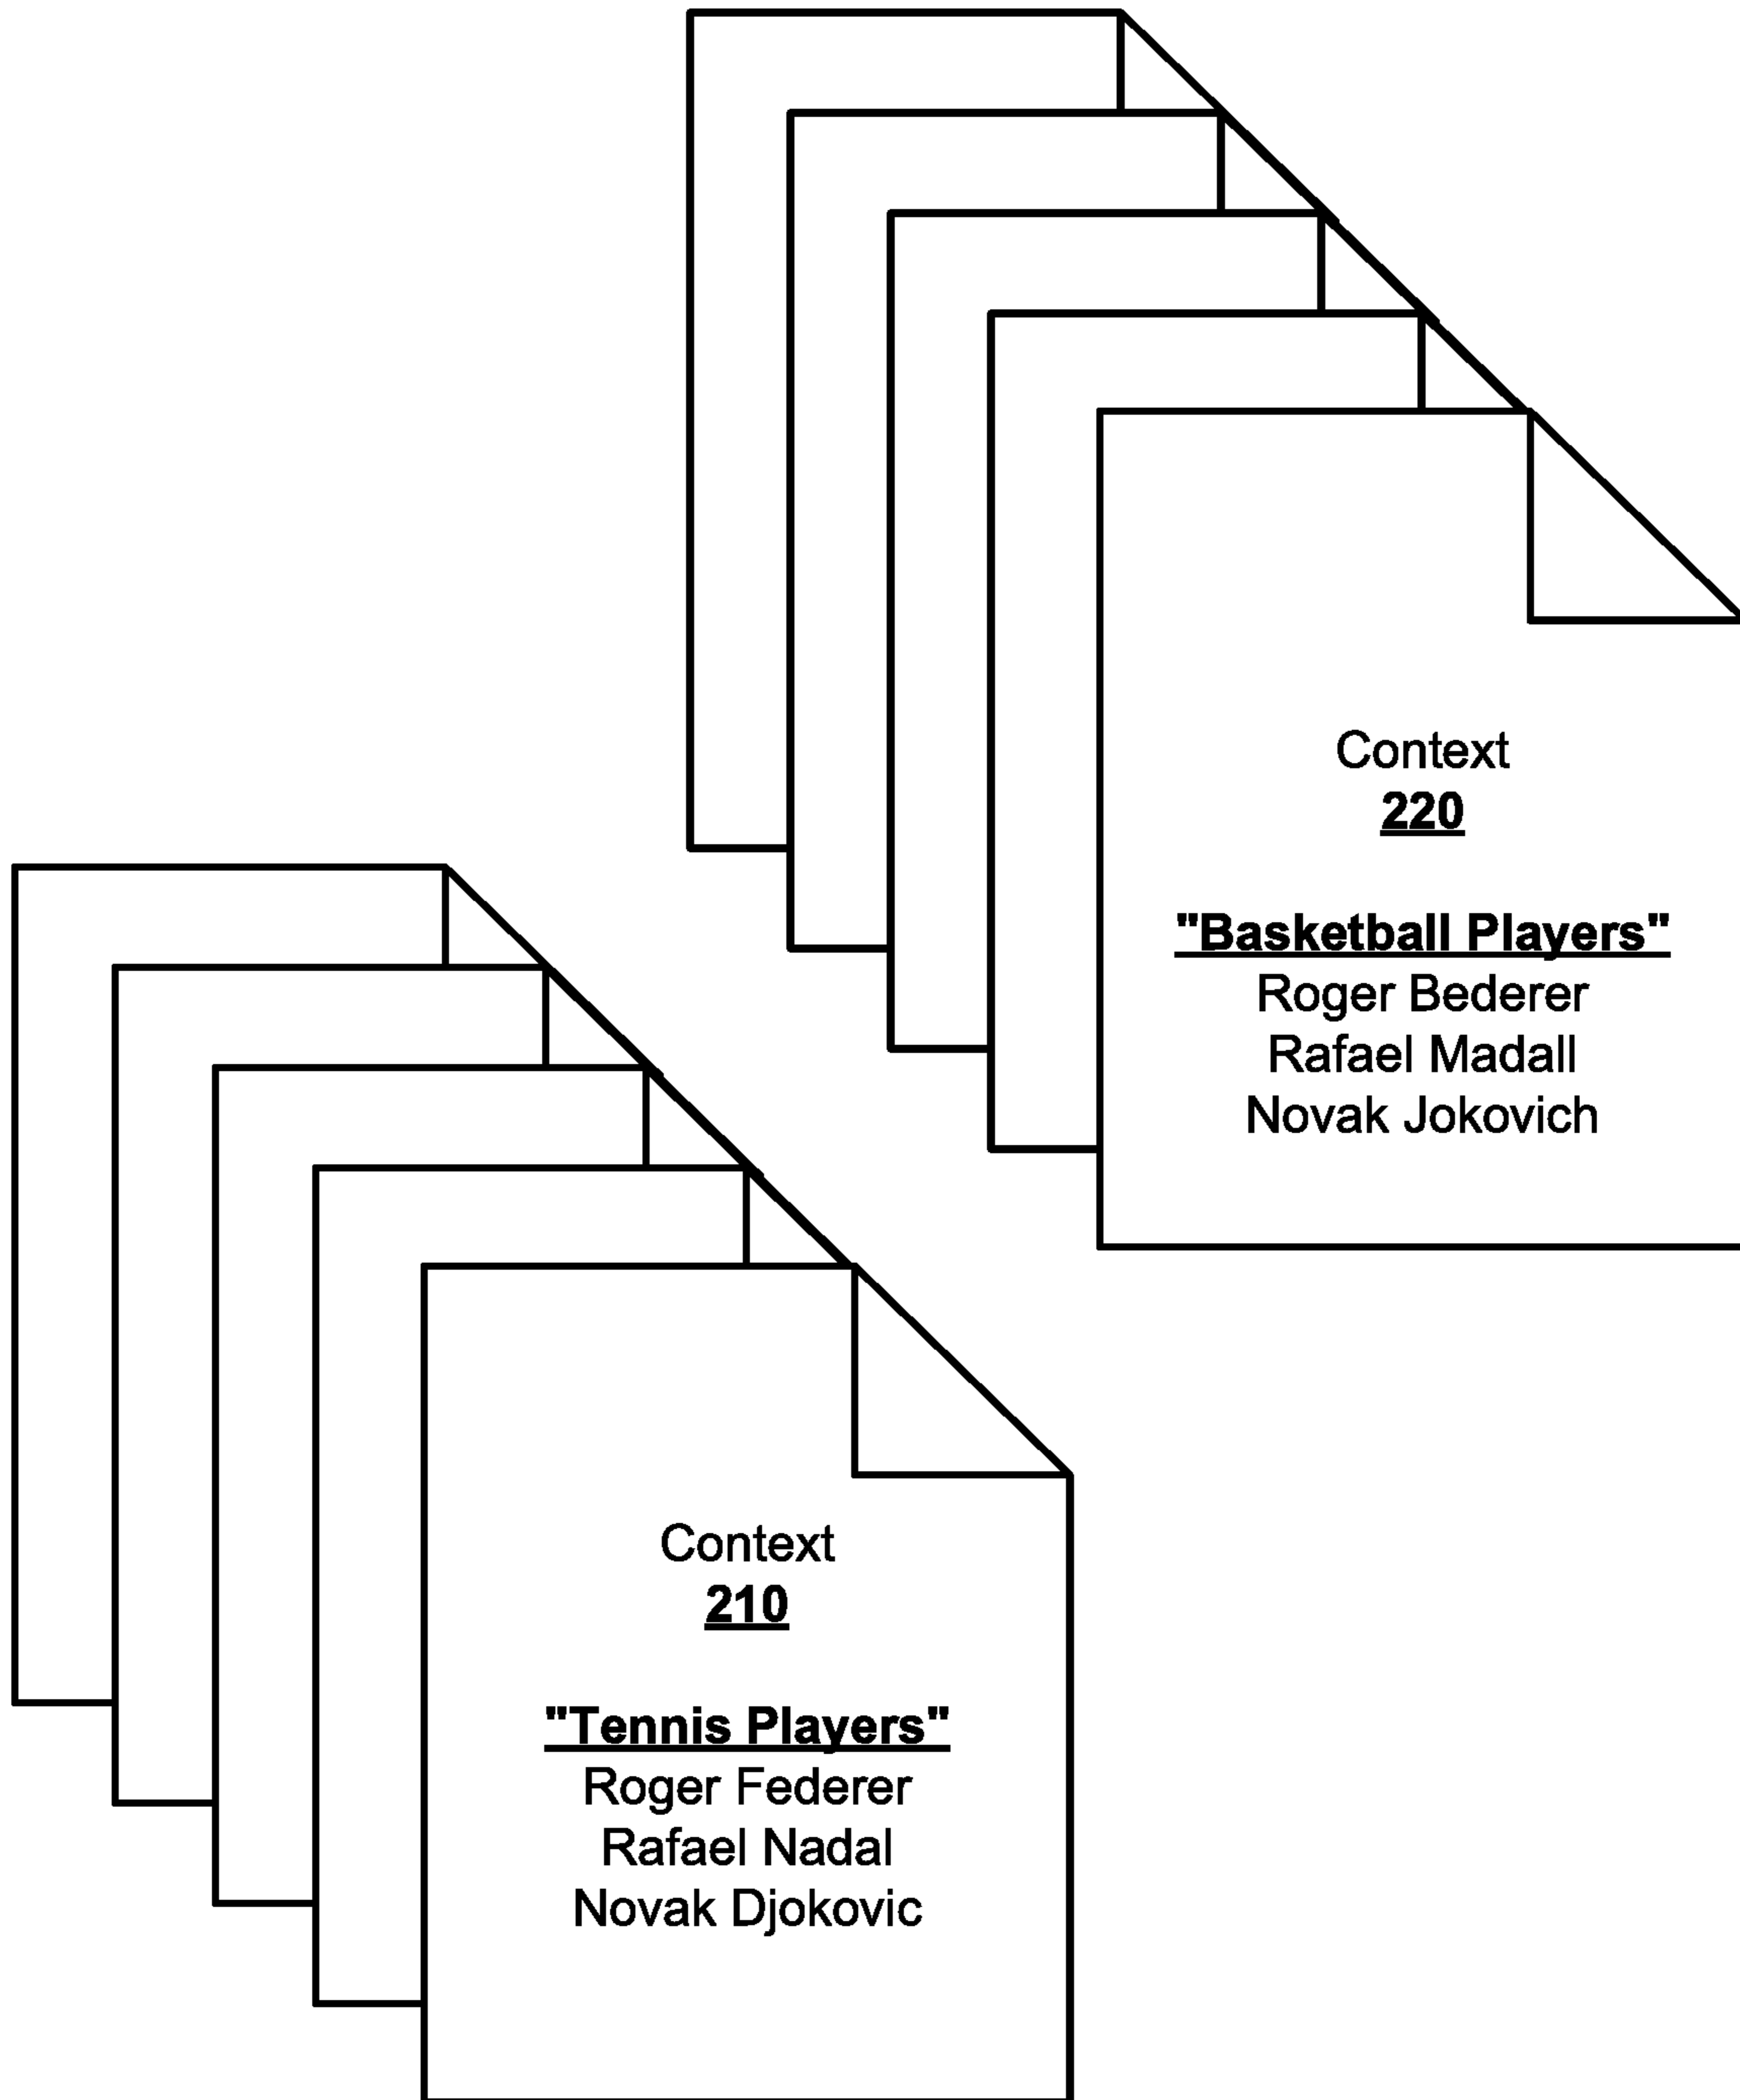 Context
220
"Basketball Players"
Roger Bederer
Rafael Madall
Novak Jokovich
Context
210
"Tennis Players"
Roger Federer
Rafael Nadal
Novak Djokovic